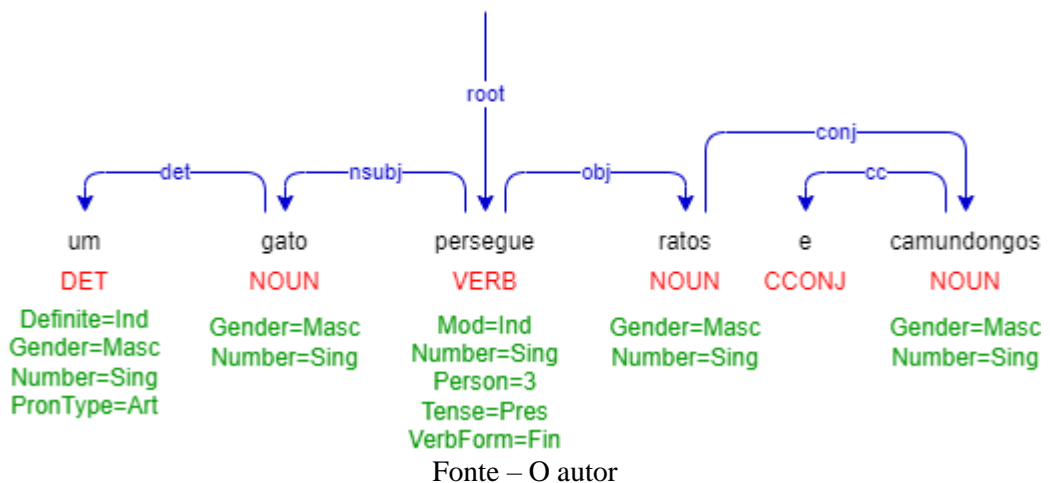 root
conj
det nsubj obj cc
um gato persegue ratos e camundongos
DET NOUN VERB NOUN CCONJ NOUN
Definite=Ind Gender=Masc Mod=Ind Gender=Masc Gender=Masc
Gender=Masc Number=Sing Number=Sing Number=Sing Number=Sing
Number=Sing Person=3
PronType=Art Tense=Pres
VerbForm=Fin
Fonte – O autor